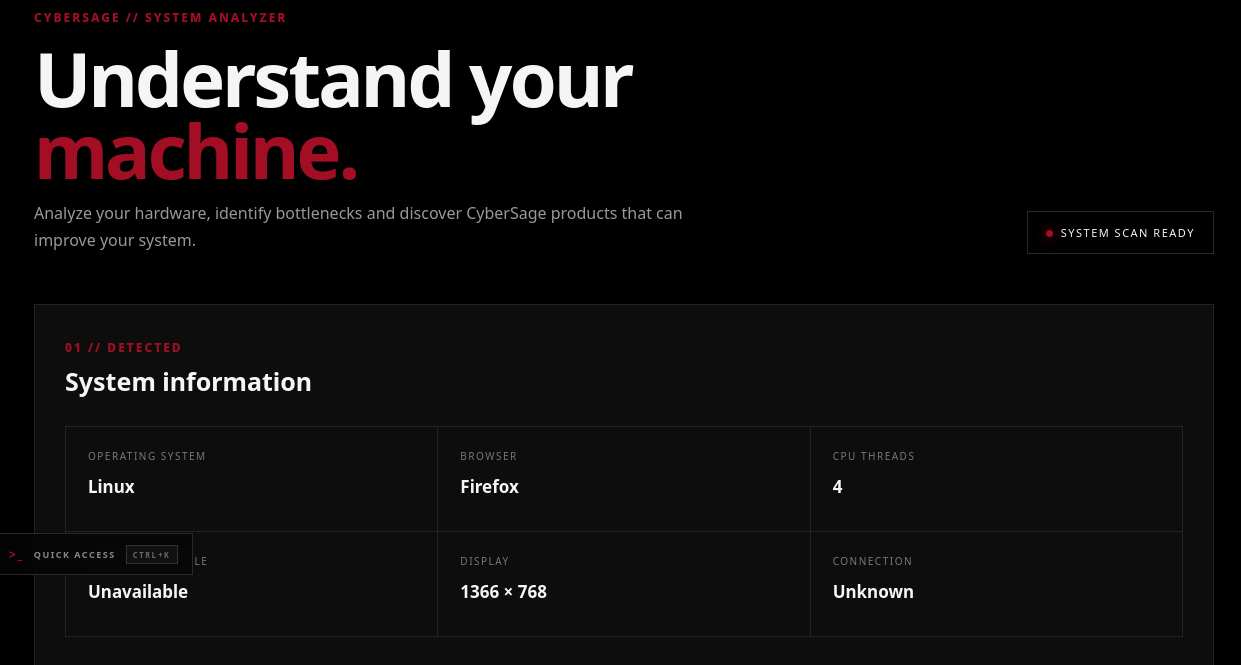 CYBERSAGE // SYSTEM ANALYZER
Understand your
machine.
Analyze your hardware, identify bottlenecks and discover CyberSage products that can
improve your system.
SYSTEM SCAN READY
01 // DETECTED
System information
OPERATING SYSTEM
Linux
BROWSER
Firefox
CPU THREADS
4
>_ QUICK ACCESS CTRL+K
LE
Unavailable
DISPLAY
1366 × 768
CONNECTION
Unknown